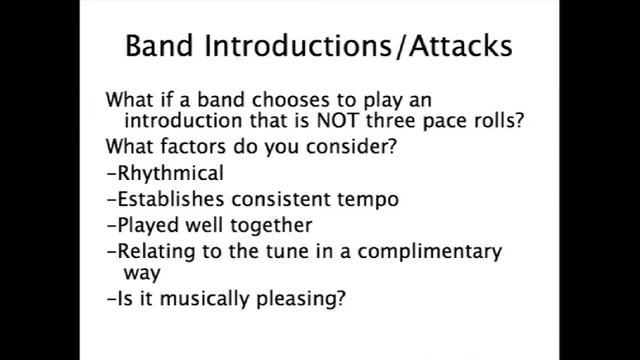 Band Introductions/Attacks
What if a band chooses to play an
introduction that is NOT three pace rolls?
What factors do you consider?
-Rhythmical
-Establishes consistent tempo
-Played well together
-Relating to the tune in a complimentary
way
-Is it musically pleasing?